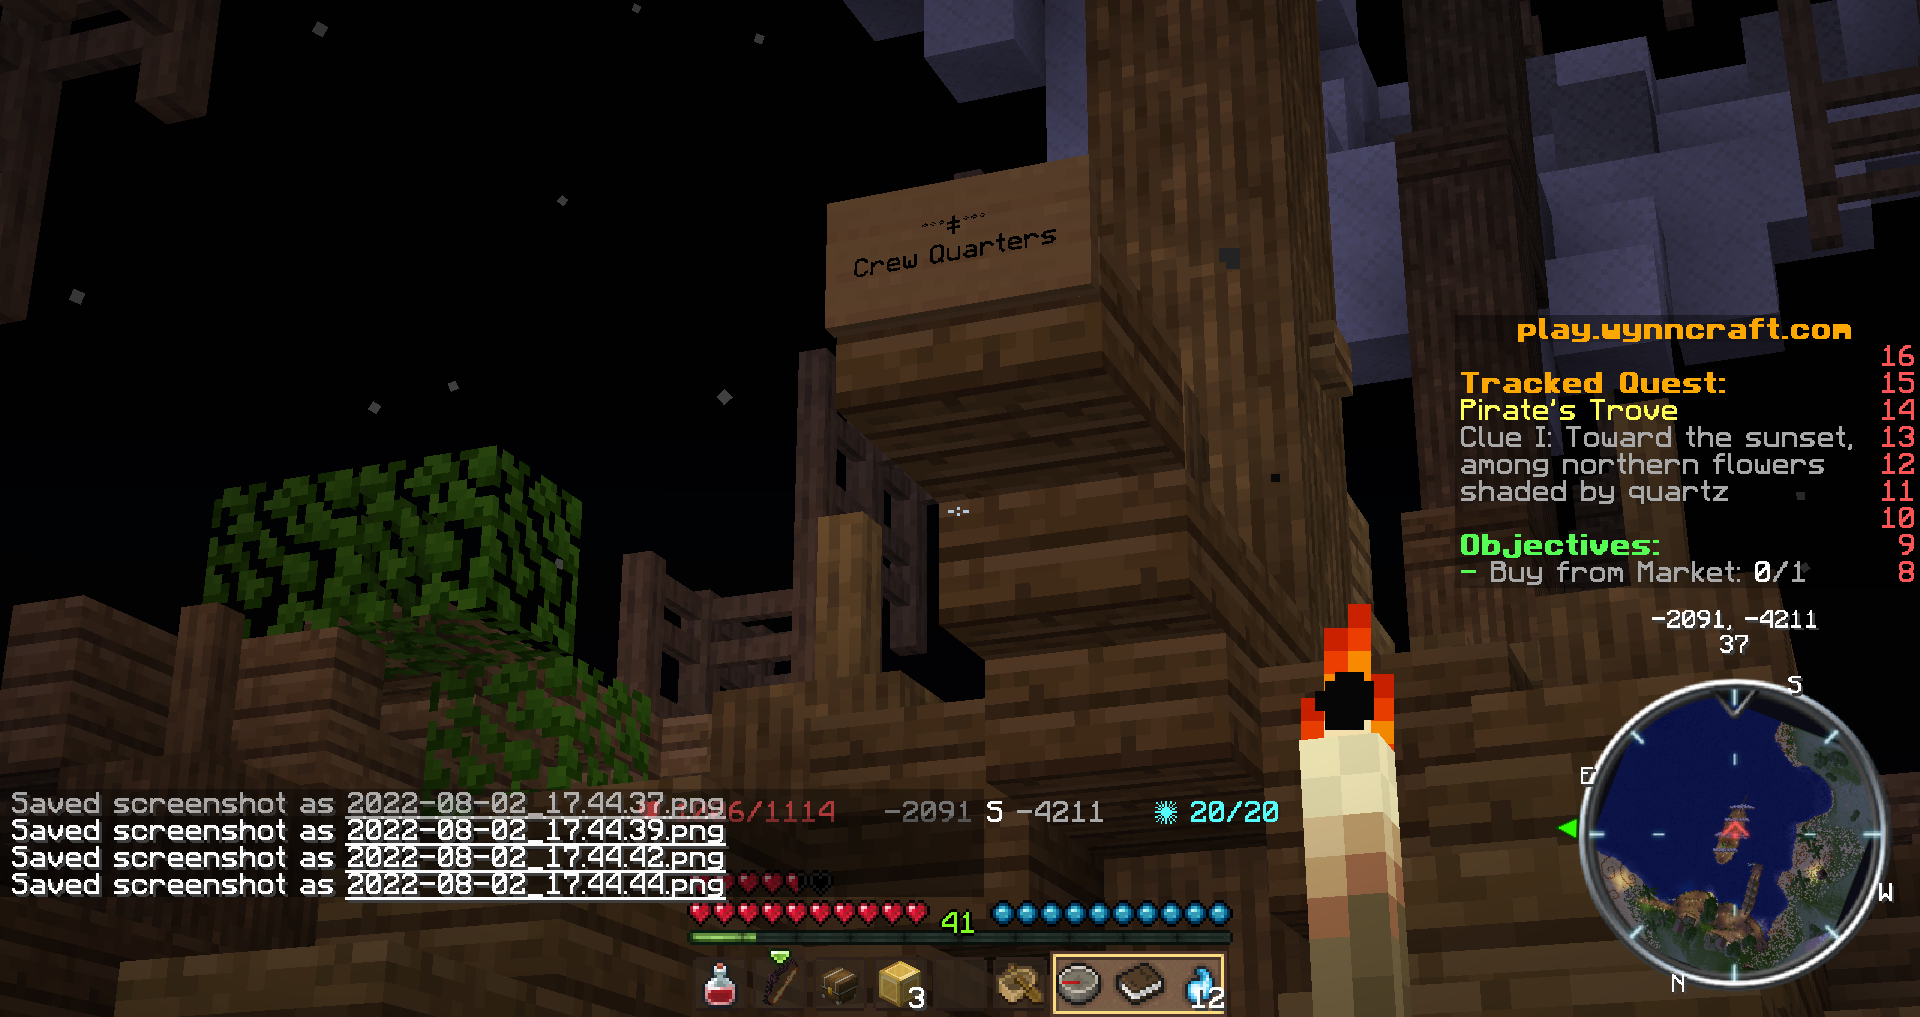 Crew Quarters
play.wynncraft.com
16
Tracked Quest: 15
Pirate's Trove 14
Clue I: Toward the sunset, 13
among northern flowers 12
shaded by quartz 11
10
Objectives: 9
- Buy from Market: 0/1 8
-2091, -4211
37
S
E
W
N
Saved screenshot as 2022-08-02_17.44.37.png
Saved screenshot as 2022-08-02_17.44.39.png
Saved screenshot as 2022-08-02_17.44.42.png
Saved screenshot as 2022-08-02_17.44.44.png
/1114 -2091 S -4211 20/20
41
3
12